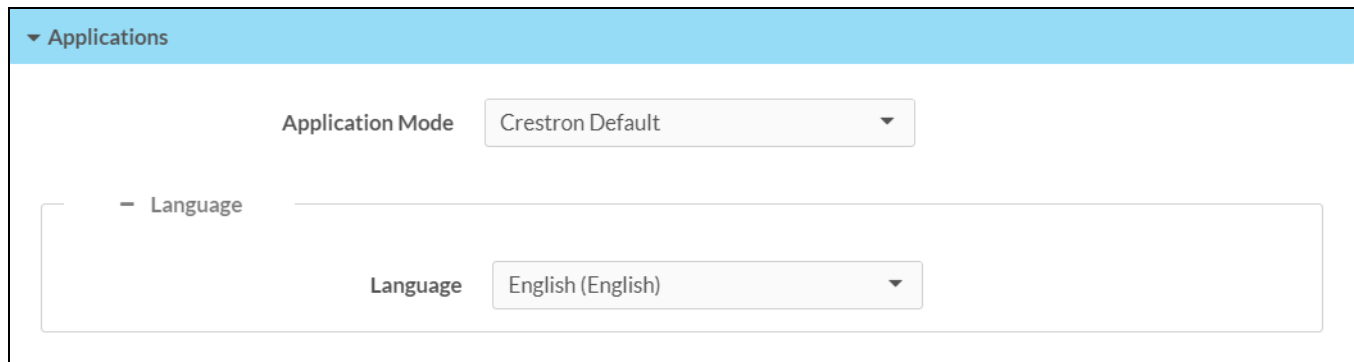 Applications
Application Mode Crestron Default
Language
Language English (English)